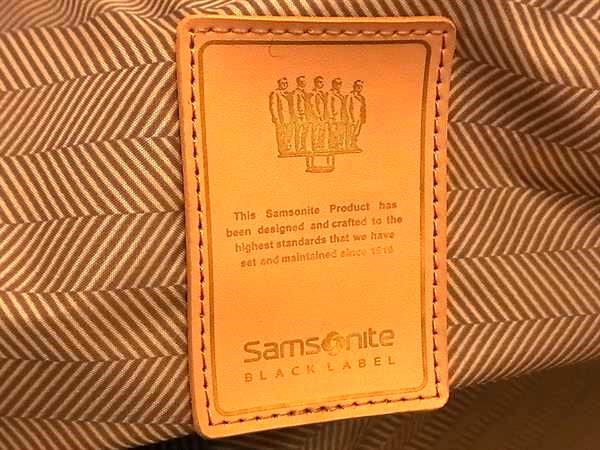 This Samsonite Product has
been designed and crafted to the
highest standards that we have
set and maintained since 1910
Samsonite
BLACK LABEL